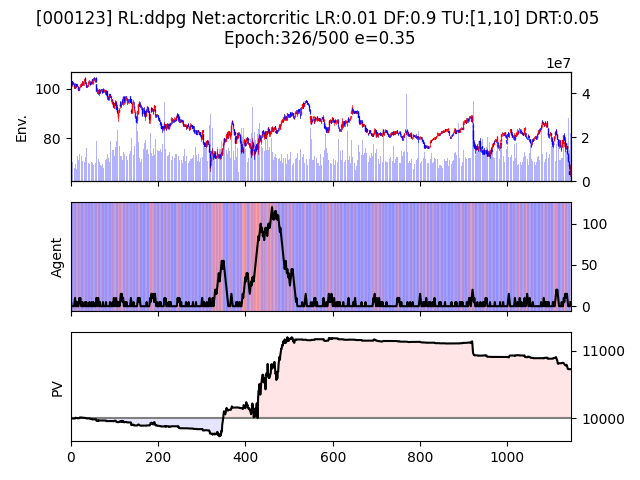 [000123] RL:ddpg Net:actorcritic LR:0.01 DF:0.9 TU:[1,10] DRT:0.05
Epoch:326/500 e=0.35
1e7
100
80
Env.
4
2
0
Agent
100
50
0
PV
11000
10000
0
200
400
600
800
1000